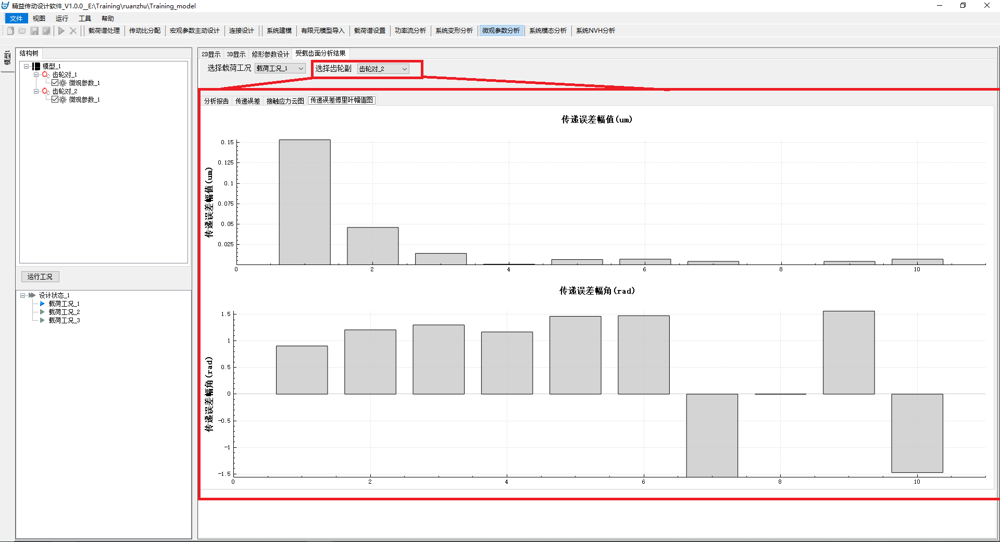 精益传动设计软件_V1.0.0__E:\Training\ruanzhu\Training_model
文件 视图 运行 工具 帮助
载荷谱处理 传动比分配 宏观参数主动设计 连接设计 系统建模 有限元模型导入 载荷谱设置 功率流分析 系统变形分析 微观参数分析 系统模态分析 系统NVH分析
模型1
结构树
模型_1
齿轮对_1
微观参数_1
齿轮对_2
微观参数_1
运行工况
设计状态_1
载荷工况_1
载荷工况_2
载荷工况_3
2D显示 3D显示 修形参数设计 受载齿面分析结果
选择载荷工况 载荷工况_1 选择齿轮副 齿轮对_2
分析报告 传递误差 接触应力云图 传递误差傅里叶幅值图
传递误差幅值(um)
传递误差幅值(um)
0.15
0.125
0.1
0.075
0.05
0.025
0 2 4 6 8 10
传递误差幅角(rad)
传递误差幅角(rad)
1.5
1
0.5
0
-0.5
-1
-1.5
0 2 4 6 8 10